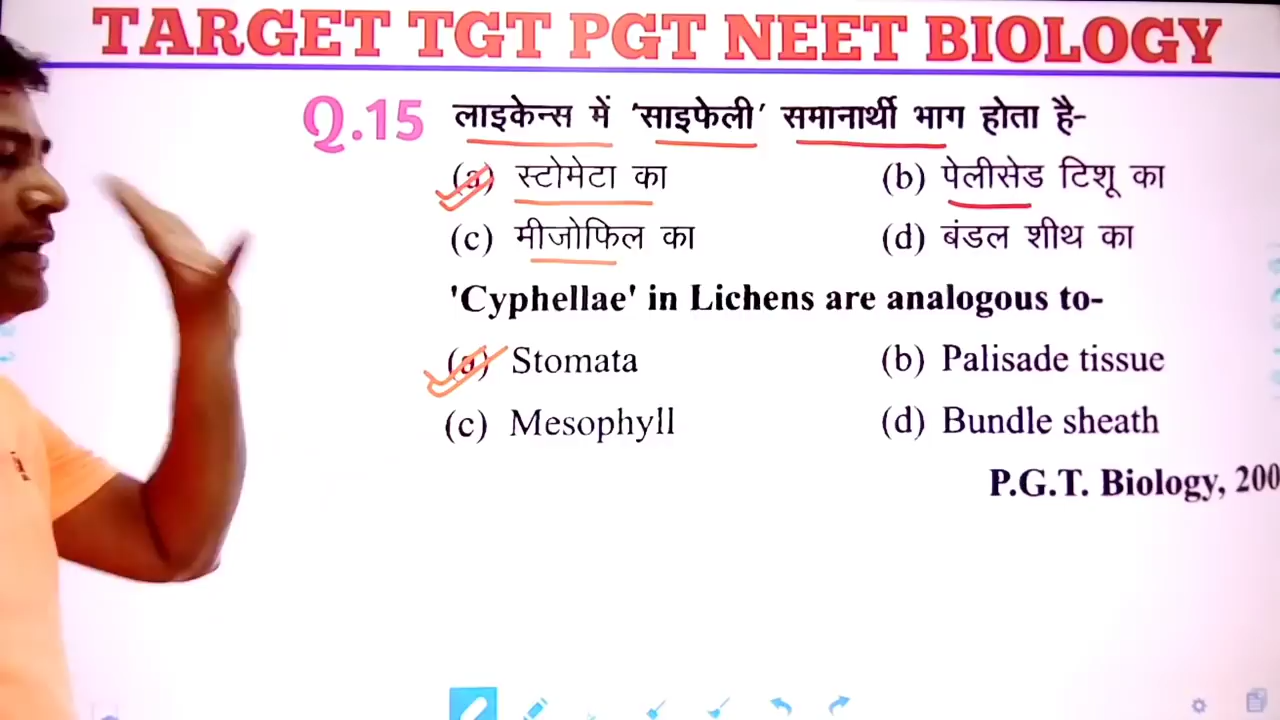 TARGET TGT PGT NEET BIOLOGY
Q.15 लाइकेन्स में 'साइफेली' समानार्थी भाग होता है-
(a) स्टोमेटा का (b) पेलीसेड टिशू का
(c) मीजोफिल का (d) बंडल शीथ का
'Cyphellae' in Lichens are analogous to-
(a) Stomata (b) Palisade tissue
(c) Mesophyll (d) Bundle sheath
P.G.T. Biology, 200